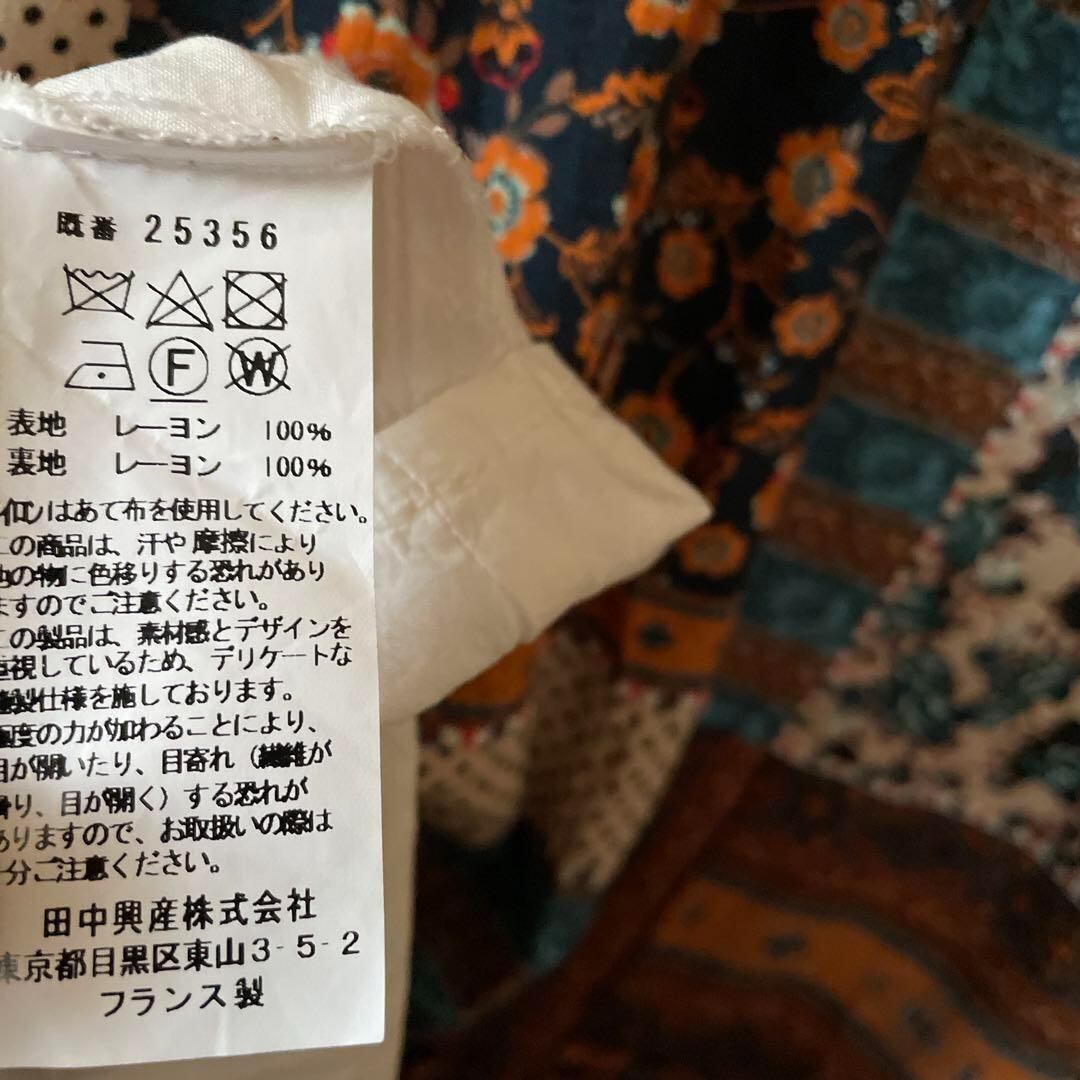 既番 25356
F W
表地 レーヨン 100%
裏地 レーヨン 100%
イロンはあて布を使用してください。
この商品は、汗や摩擦により
他の物に色移りする恐れがあり
ますのでご注意ください。
この製品は、素材感とデザインを
重視しているため、デリケートな
縫製仕様を施しております。
極度の力が加わることにより、
目が開いたり、目寄れ（繊維が
滑り、目が開く）する恐れが
ありますので、お取扱いの際は
十分ご注意ください。
田中興産株式会社
東京都目黒区東山3-5-2
フランス製